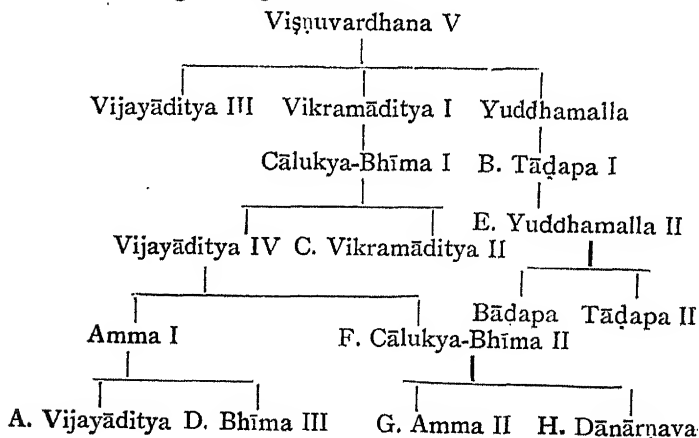 Viṣṇuvardhana V
Vijayāditya III Vikramāditya I Yuddhamalla
Cālukya-Bhīma I B. Tāḍapa I
E. Yuddhamalla II
Vijayāditya IV C. Vikramāditya II
Bāḍapa Tāḍapa II
Amma I F. Cālukya-Bhīma II
A. Vijayāditya D. Bhīma III G. Amma II H. Dānārṇava